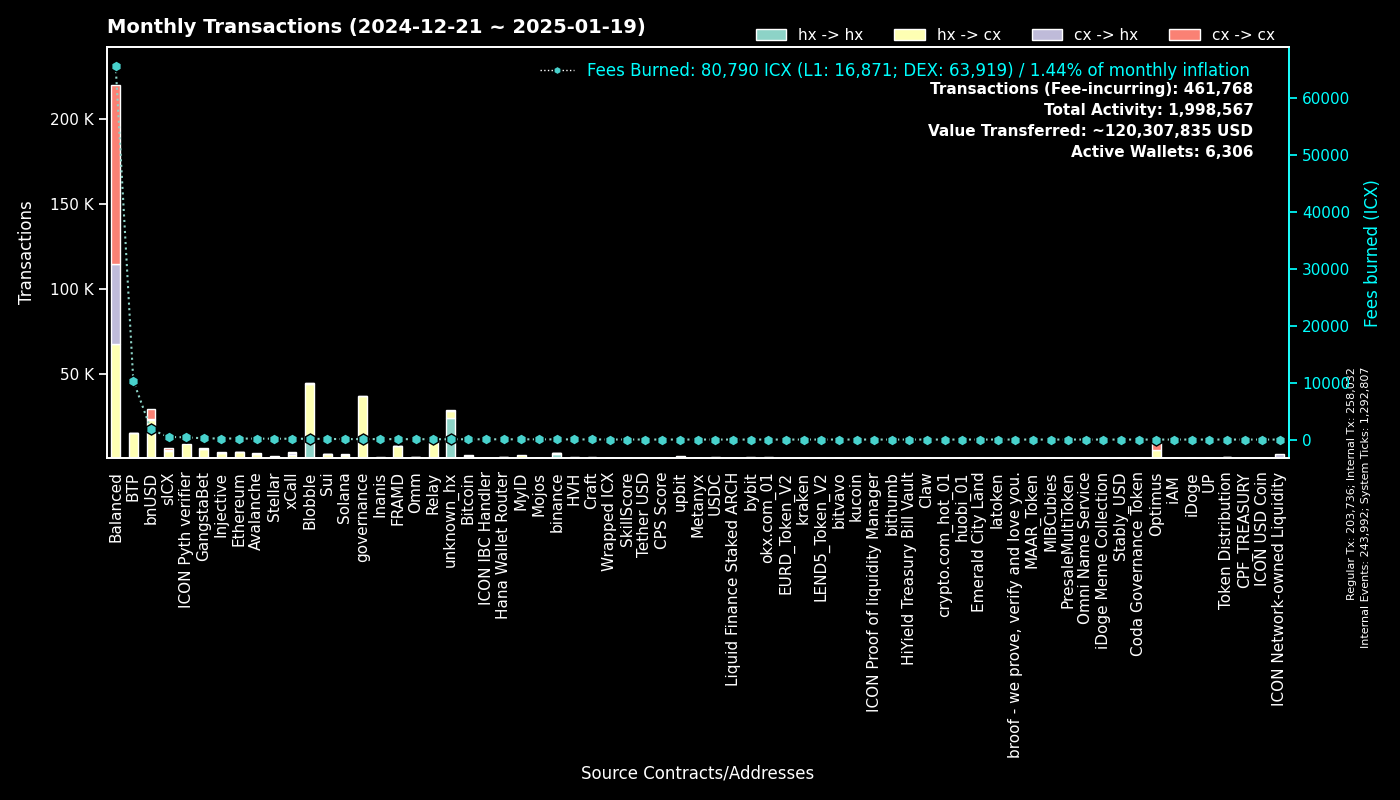 Monthly Transactions (2024-12-21 ~ 2025-01-19)
hx -> hx
hx -> cx
cx -> hx
cx -> cx
Fees Burned: 80,790 ICX (L1: 16,871; DEX: 63,919) / 1.44% of monthly inflation
Transactions (Fee-incurring): 461,768
Total Activity: 1,998,567
Value Transferred: ~120,307,835 USD
Active Wallets: 6,306
Transactions
200 K
150 K
100 K
50 K
60000
50000
40000
30000
20000
10000
0
Fees burned (ICX)
Regular Tx: 203,736; Internal Tx: 258,032
Internal Events: 243,992; System Ticks: 1,292,807
Balanced
BTP
bnUSD
sICX
ICON Pyth verifier
GangstaBet
Injective
Ethereum
Avalanche
Stellar
xCall
Blobble
Sui
Solana
governance
Inanis
FRAMD
Omm
Relay
unknown_hx
Bitcoin
ICON IBC Handler
Hana Wallet Router
MyID
Mojos
binance
HVH
Craft
Wrapped ICX
SkillScore
Tether USD
CPS Score
upbit
Metanyx
USDC
Liquid Finance Staked ARCH
bybit
okx.com_01
EURD_Token_V2
kraken
LEND5_Token_V2
bitvavo
kucoin
ICON Proof of liquidity Manager
bithumb
HiYield Treasury Bill Vault
Claw
crypto.com_hot_01
huobi_01
Emerald City Land
latoken
broof - we prove, verify and love you.
MAAR_Token
MIBCubies
PresaleMultiToken
Omni Name Service
iDoge Meme Collection
Stably_USD
Coda Governance Token
Optimus
iAM
iDoge
UP
Token Distribution
CPF_TREASURY
ICON USD Coin
ICON Network-owned Liquidity
Source Contracts/Addresses